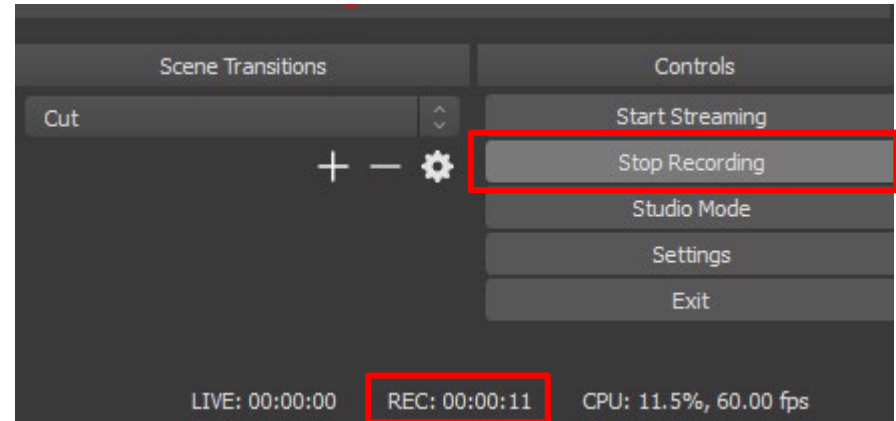 Scene Transitions
Controls
Cut
Start Streaming
Stop Recording
Studio Mode
Settings
Exit
LIVE: 00:00:00 REC: 00:00:11 CPU: 11.5%, 60.00 fps